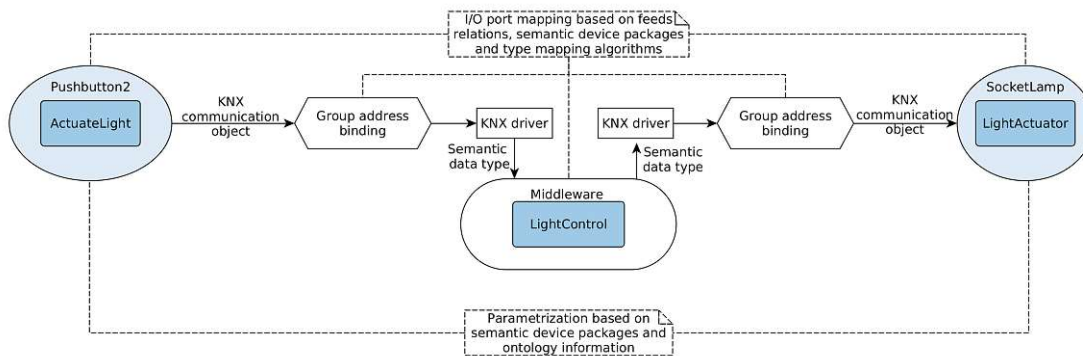 I/O port mapping based on feeds
relations, semantic device packages
and type mapping algorithms
Pushbutton2
ActuateLight
KNX
communication
object
Group address
binding
KNX driver
Semantic
data type
Middleware
LightControl
KNX driver
Semantic
data type
Group address
binding
KNX
communication
object
SocketLamp
LightActuator
Parametrization based on
semantic device packages and
ontology information